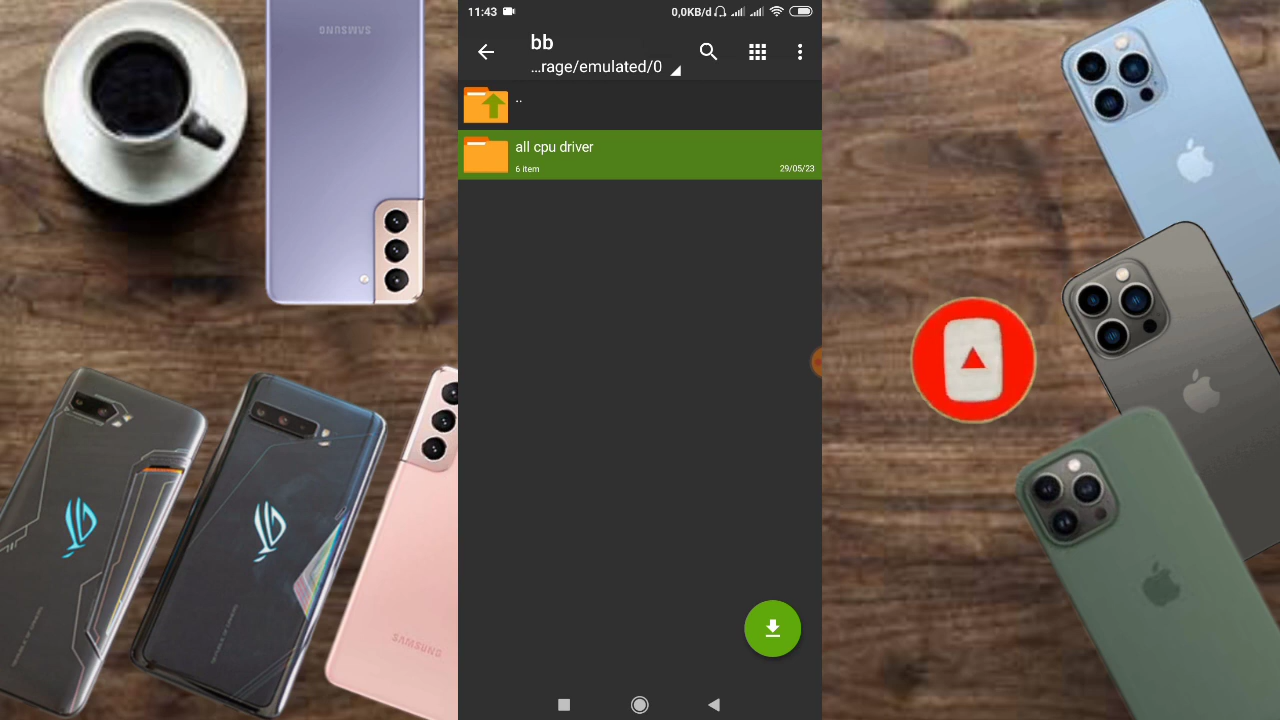 SAMSUNG
11:43
0,0KB/d
bb
...rage/emulated/0
..
all cpu driver
6 item
29/05/23
SAMSUNG